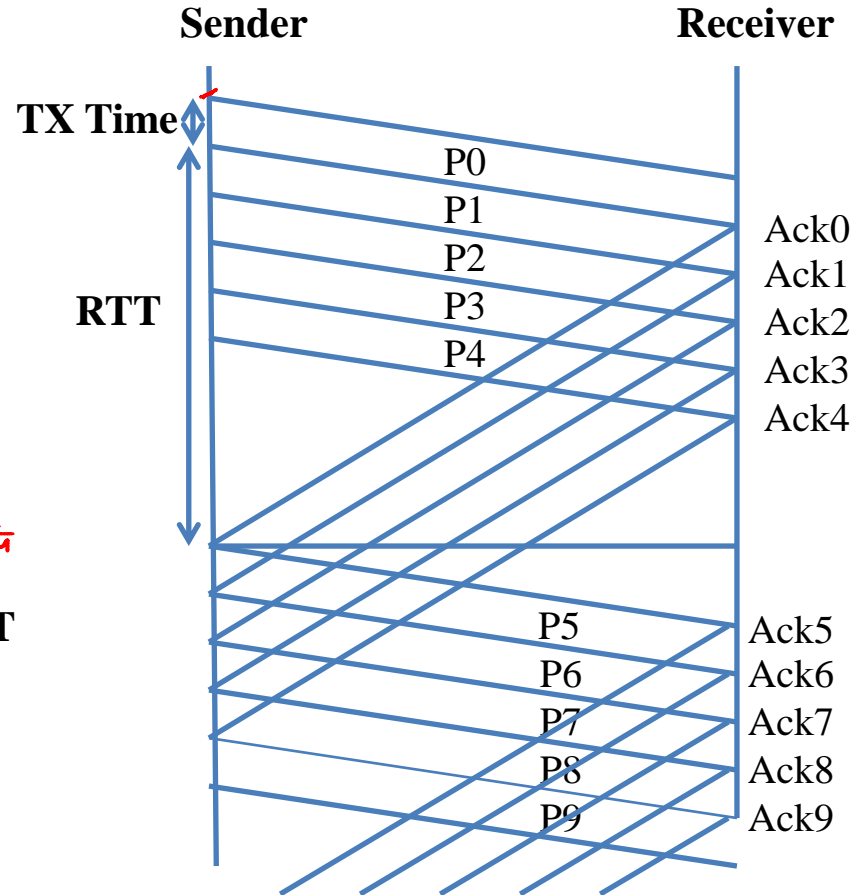 Sender
Receiver
TX Time
P0
P1
Ack0
P2
Ack1
RTT
P3
Ack2
P4
Ack3
Ack4
T
P5
Ack5
P6
Ack6
P7
Ack7
P8
Ack8
P9
Ack9